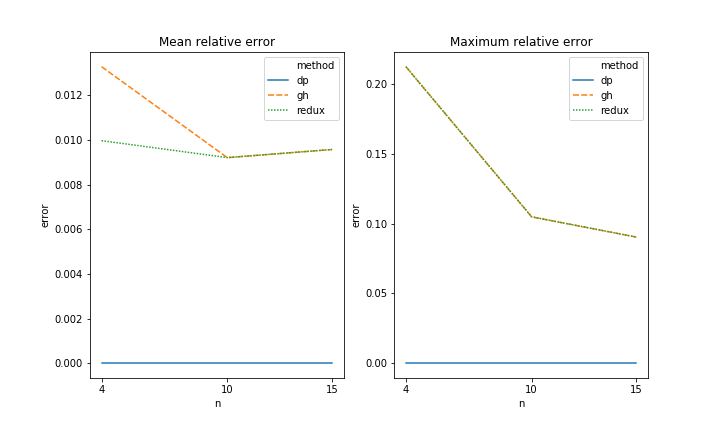 Mean relative error
method
dp
gh
redux
0.012
0.010
0.008
0.006
0.004
0.002
0.000
error
4
10
15
n
Maximum relative error
method
dp
gh
redux
0.20
0.15
0.10
0.05
0.00
error
4
10
15
n